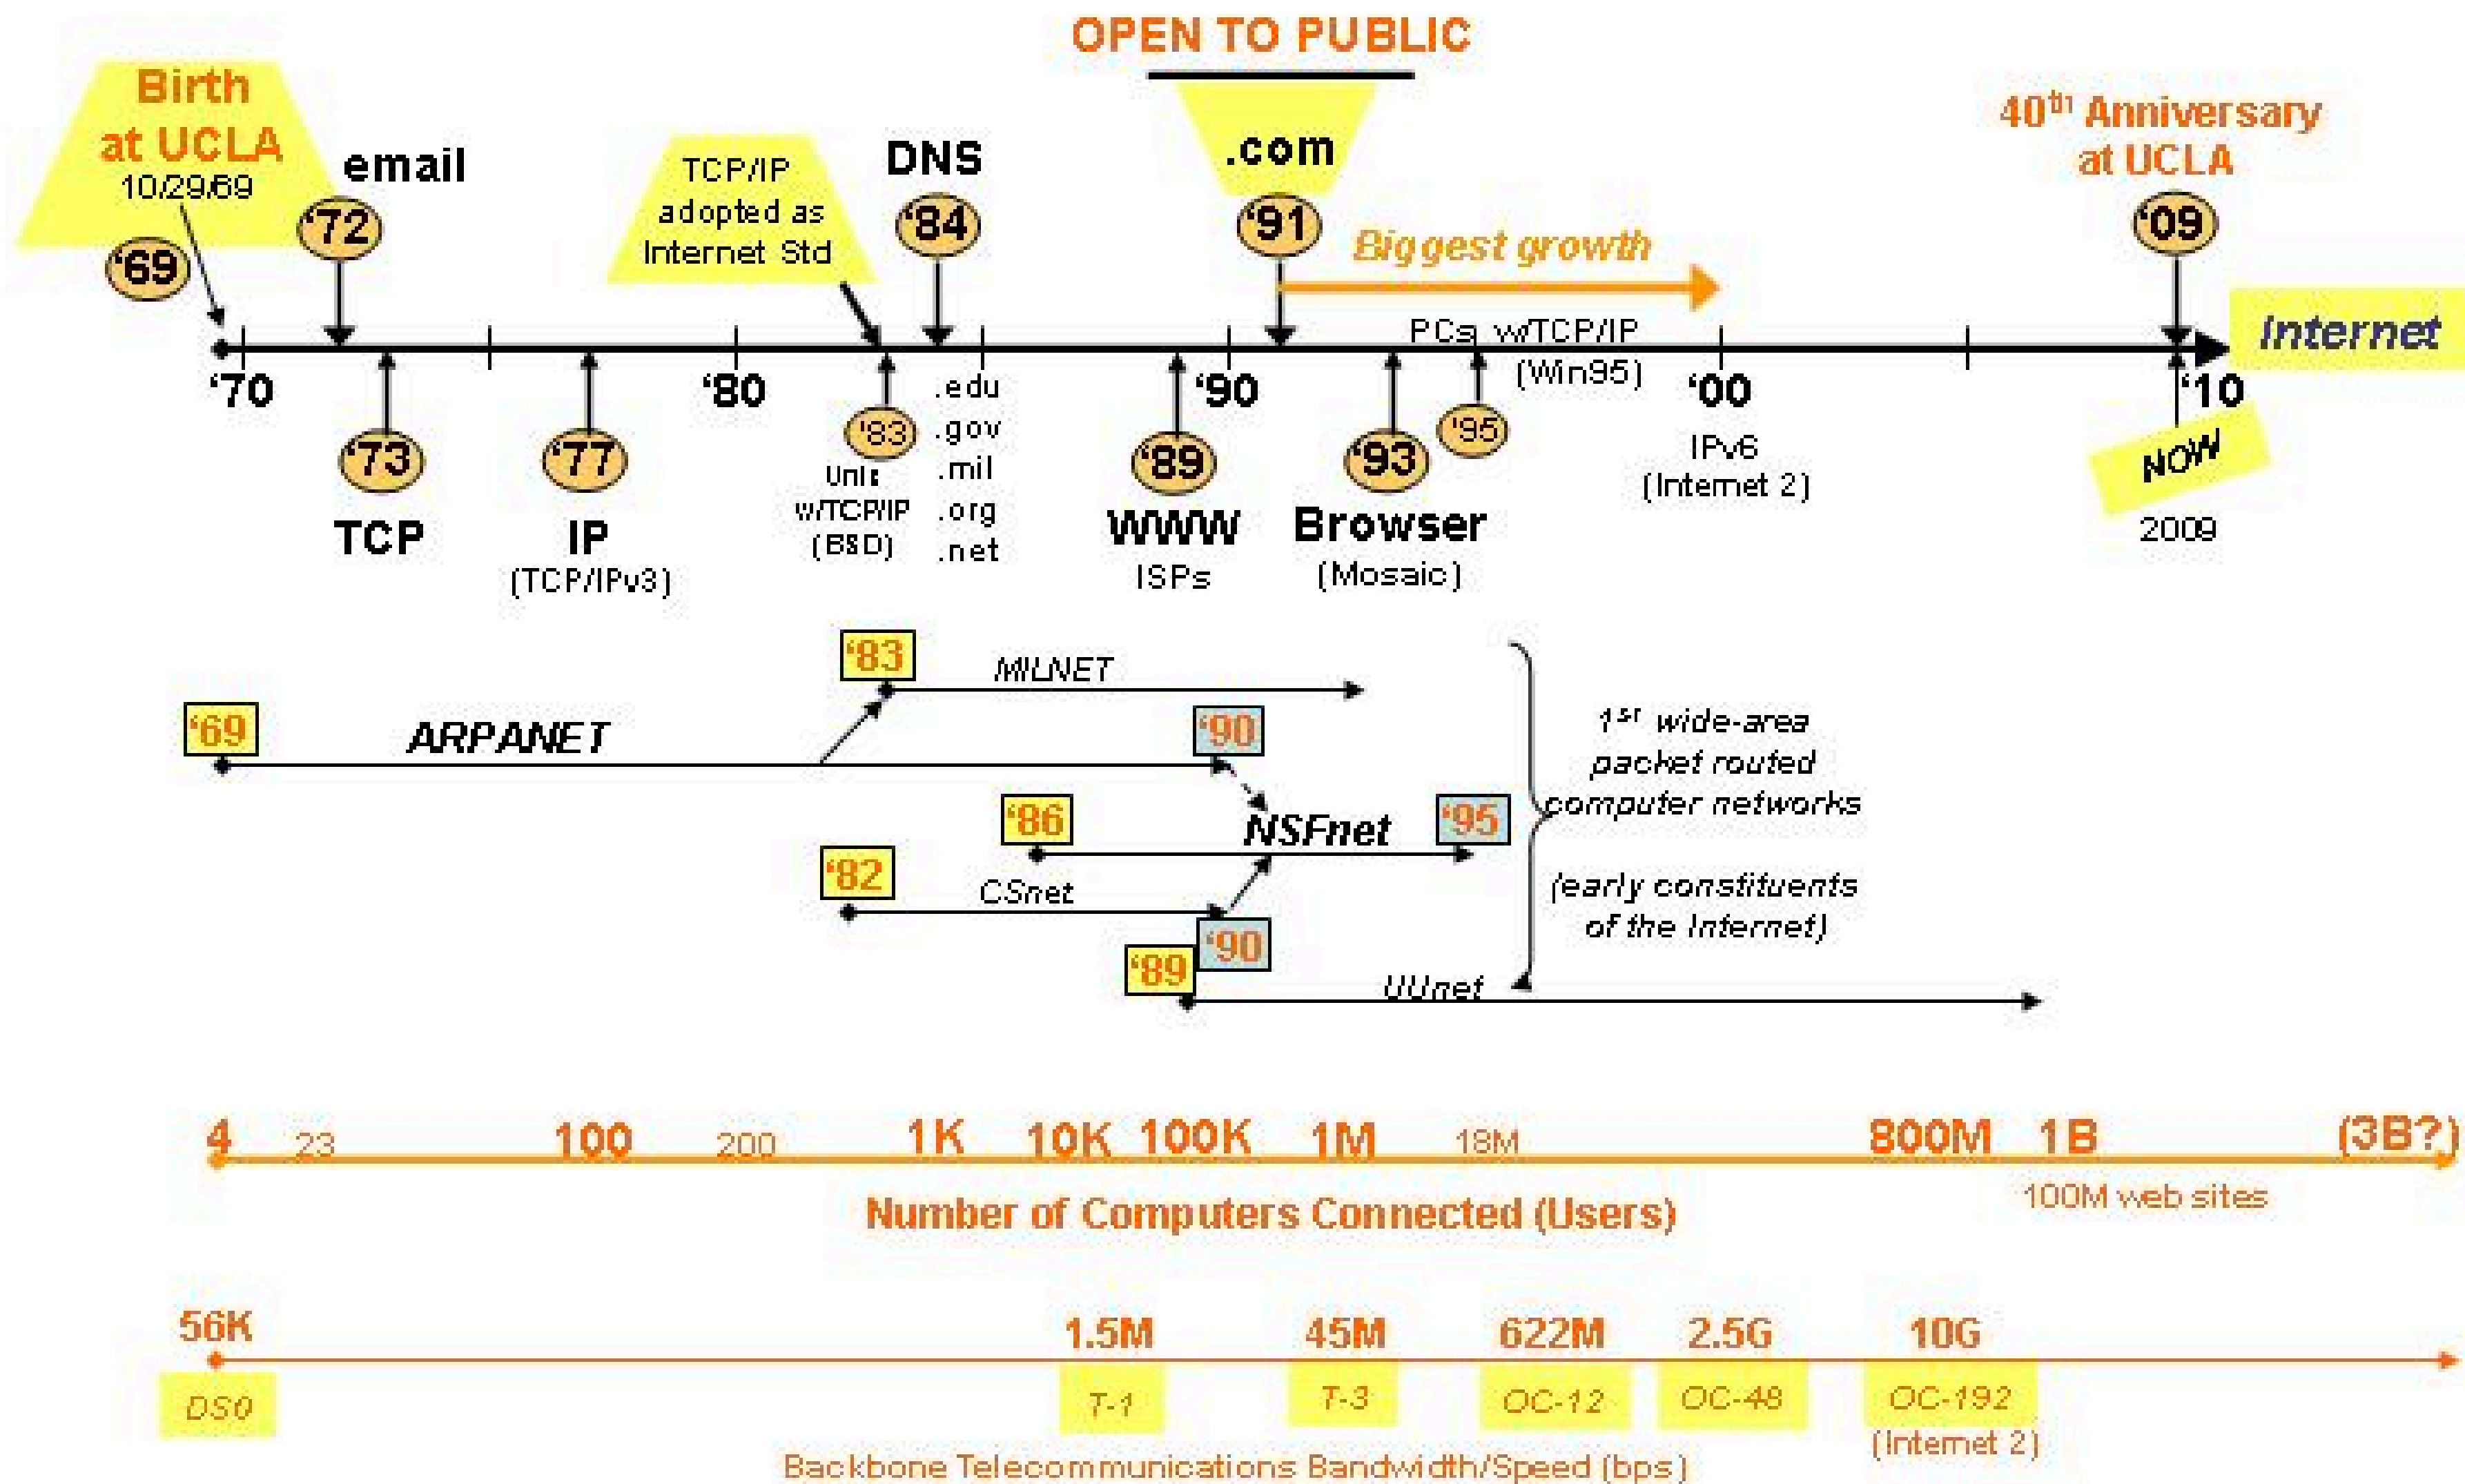 OPEN TO PUBLIC
Birth
at UCLA
10/29/69
‘69
email
‘72
TCP/IP
adopted as
Internet Std
DNS
‘84
.com
‘91
Biggest growth
40th Anniversary
at UCLA
‘09
PCs w/TCP/IP
(Win95)
Internet
‘70
‘80
‘90
‘00
‘10
‘73
TCP
‘77
IP
(TCP/IPv3)
‘83
Unix
w/TCP/IP
(BSD)
.edu
.gov
.mil
.org
.net
‘89
WWW
ISPs
‘93
Browser
(Mosaic)
‘95
IPv6
(Internet 2)
NOW
2009
‘83
MILNET
‘69
ARPANET
‘90
‘86
NSFnet
‘95
‘82
CSnet
‘90
‘89
UUnet
1st wide-area
packet routed
computer networks
(early constituents
of the Internet)
4 23 100 200 1K 10K 100K 1M 18M 800M 1B (3B?)
100M web sites
Number of Computers Connected (Users)
56K 1.5M 45M 622M 2.5G 10G
DS0 T-1 T-3 OC-12 OC-48 OC-192
(Internet 2)
Backbone Telecommunications Bandwidth/Speed (bps)